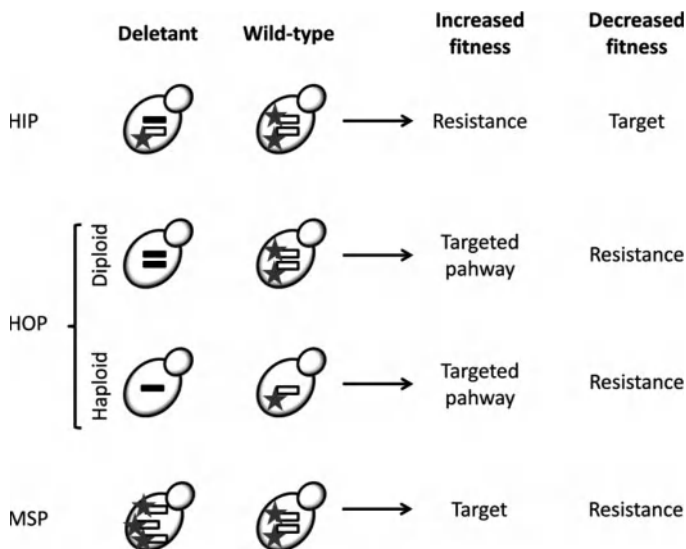 Deletant Wild-type Increased fitness Decreased fitness
HIP Resistance Target
HOP
Diploid Targeted pahway Resistance
Haploid Targeted pahway Resistance
MSP Target Resistance